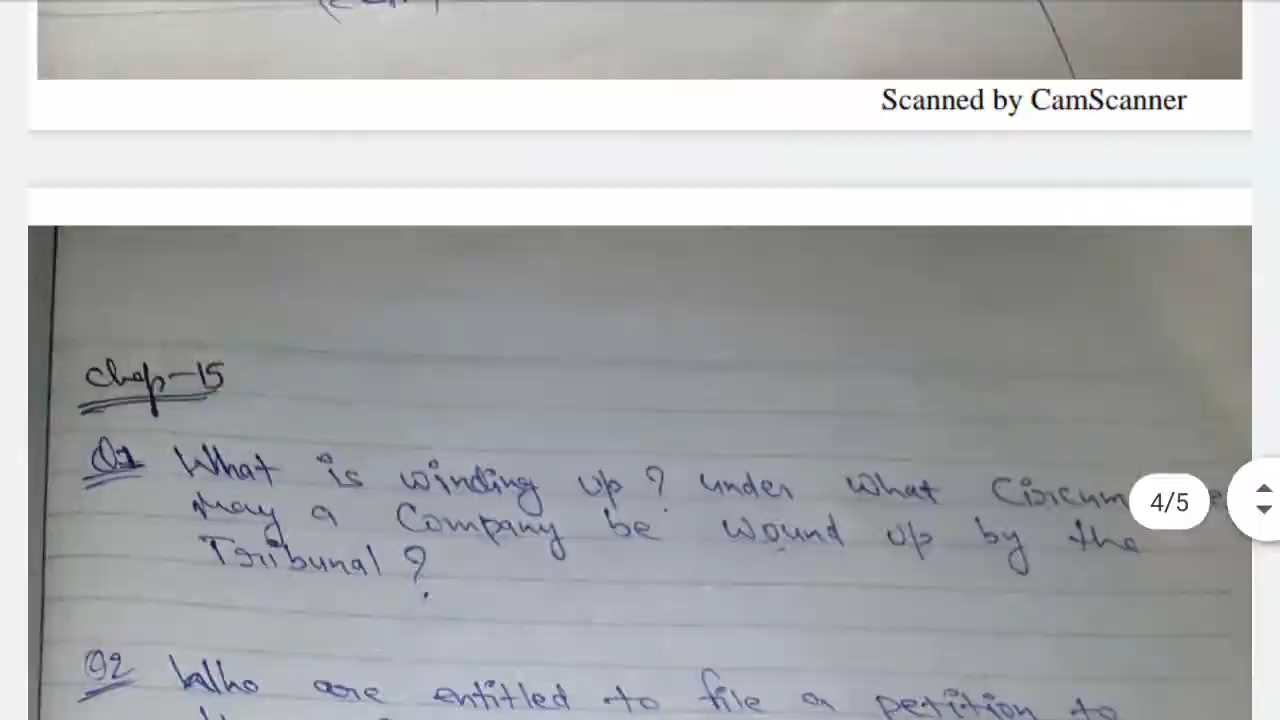 Scanned by CamScanner
Chap-15
Q1 What is winding up? under what
may a Company be wound up by the
Tribunal?
4/5
Q2 Who are entitled to file a petition to